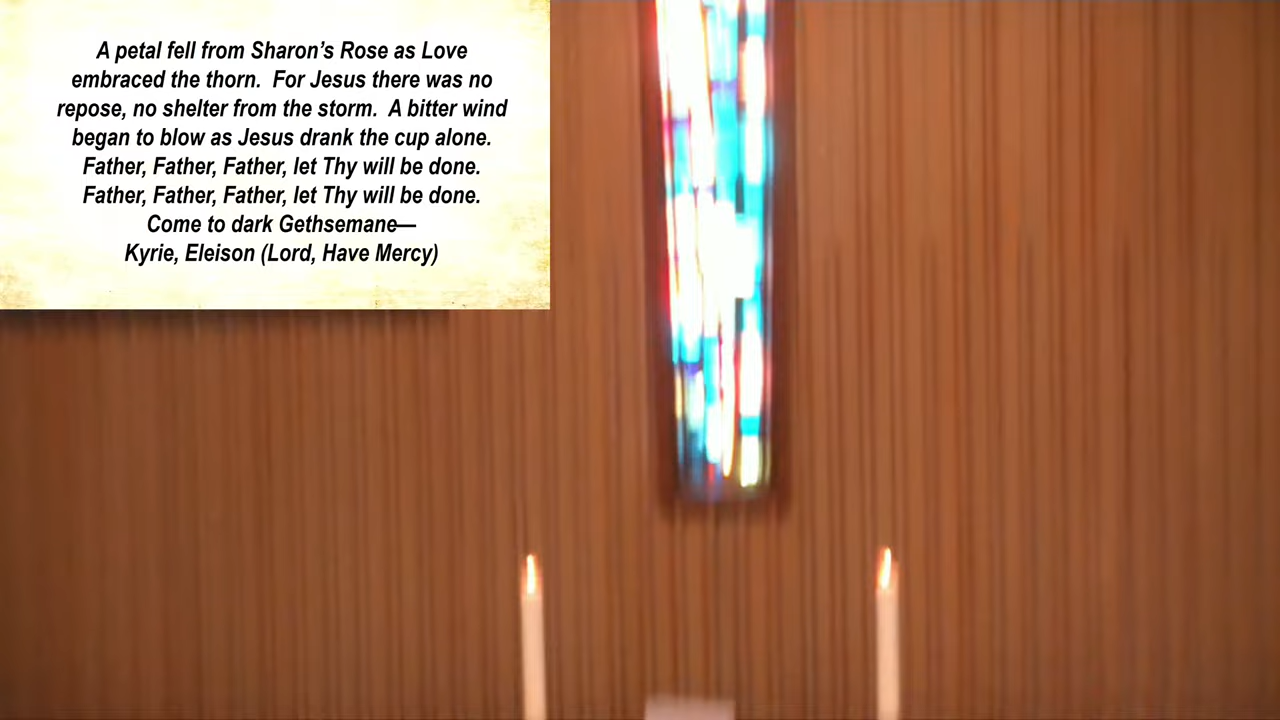 A petal fell from Sharon’s Rose as Love
embraced the thorn.  For Jesus there was no
repose, no shelter from the storm.  A bitter wind
began to blow as Jesus drank the cup alone.
Father, Father, Father, let Thy will be done.
Father, Father, Father, let Thy will be done.
Come to dark Gethsemane—
Kyrie, Eleison (Lord, Have Mercy)